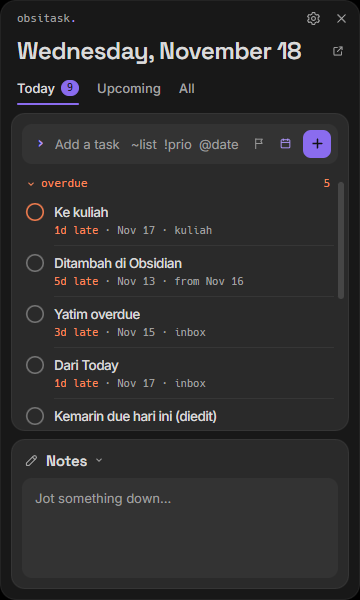 obsitask.
Wednesday, November 18
Today 9 Upcoming All
Add a task ~list !prio @date
overdue 5
Ke kuliah
1d late · Nov 17 · kuliah
Ditambah di Obsidian
5d late · Nov 13 · from Nov 16
Yatim overdue
3d late · Nov 15 · inbox
Dari Today
1d late · Nov 17 · inbox
Kemarin due hari ini (diedit)
Notes
Jot something down...